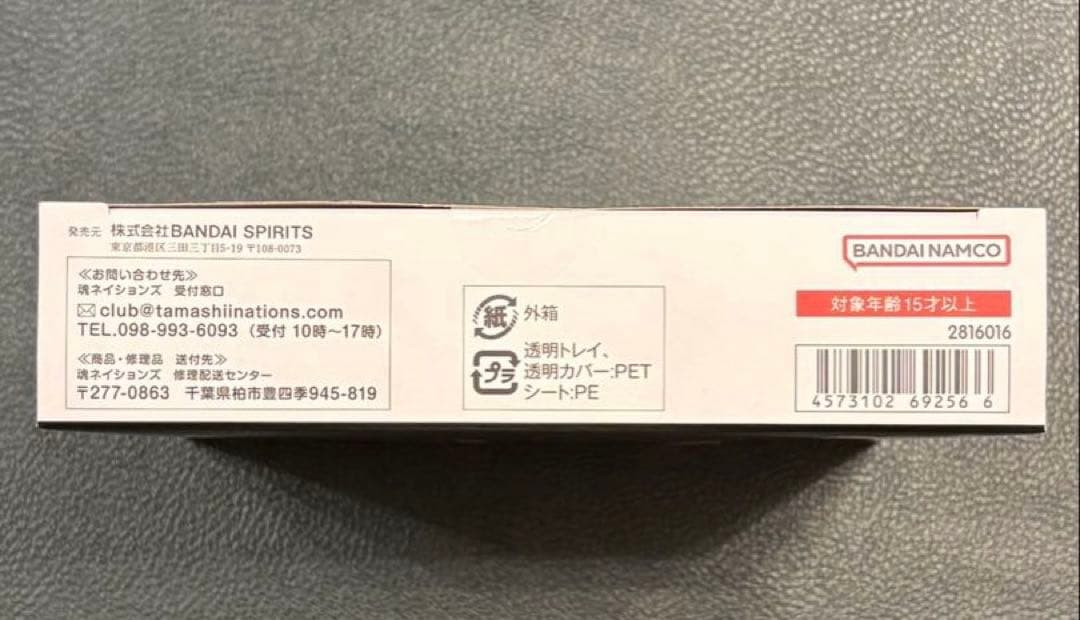 発売元 株式会社BANDAI SPIRITS
東京都港区三田三丁目5-19 〒108-0073
≪お問い合わせ先≫
魂ネイションズ 受付窓口
club@tamashiinations.com
TEL.098-993-6093（受付 10時～17時）
≪商品・修理品 送付先≫
魂ネイションズ 修理配送センター
〒277-0863 千葉県柏市豊四季945-819
紙 外箱
プラ 透明トレイ、
透明カバー:PET
シート:PE
BANDAI NAMCO
対象年齢15才以上
2816016
4573102 69256 6